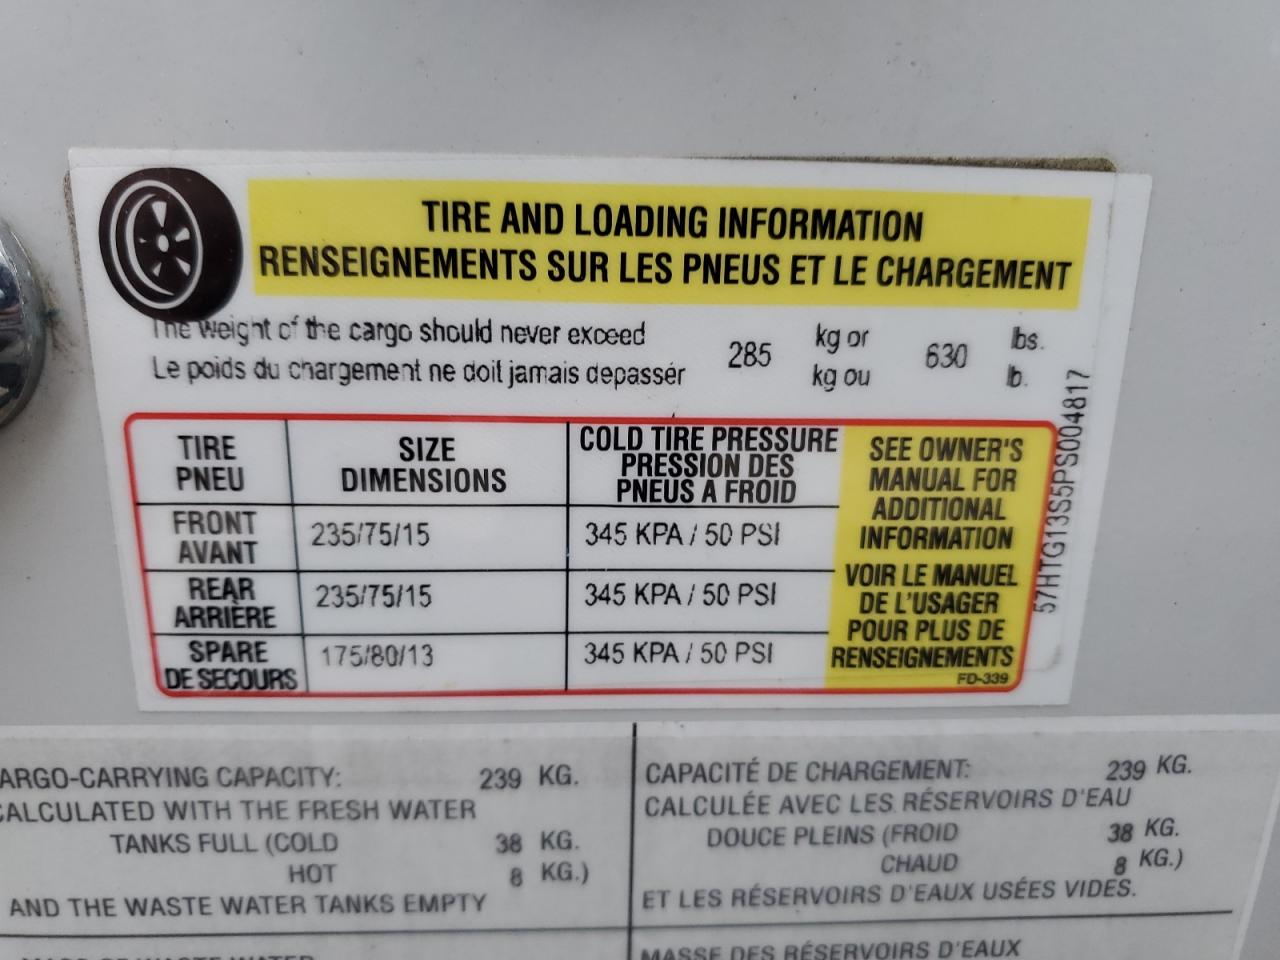 TIRE AND LOADING INFORMATION
RENSEIGNEMENTS SUR LES PNEUS ET LE CHARGEMENT
The weight of the cargo should never exceed 285 kg or 630 lbs.
Le poids du chargement ne doit jamais dépasser kg ou lb.
TIRE PNEU
SIZE DIMENSIONS
COLD TIRE PRESSURE
PRESSION DES
PNEUS A FROID
FRONT AVANT 235/75/15 345 KPA / 50 PSI
REAR ARRIÈRE 235/75/15 345 KPA / 50 PSI
SPARE DE SECOURS 175/80/13 345 KPA / 50 PSI
SEE OWNER'S
MANUAL FOR
ADDITIONAL
INFORMATION
VOIR LE MANUEL
DE L'USAGER
POUR PLUS DE
RENSEIGNEMENTS
FD-339
57HTG13S5PS004817
ARGO-CARRYING CAPACITY: 239 KG.
CALCULATED WITH THE FRESH WATER
TANKS FULL (COLD 38 KG.
HOT 8 KG.)
AND THE WASTE WATER TANKS EMPTY
CAPACITÉ DE CHARGEMENT: 239 KG.
CALCULÉE AVEC LES RÉSERVOIRS D'EAU
DOUCE PLEINS (FROID 38 KG.
CHAUD 8 KG.)
ET LES RÉSERVOIRS D'EAUX USÉES VIDES.
MASSE DES RÉSERVOIRS D'EAUX